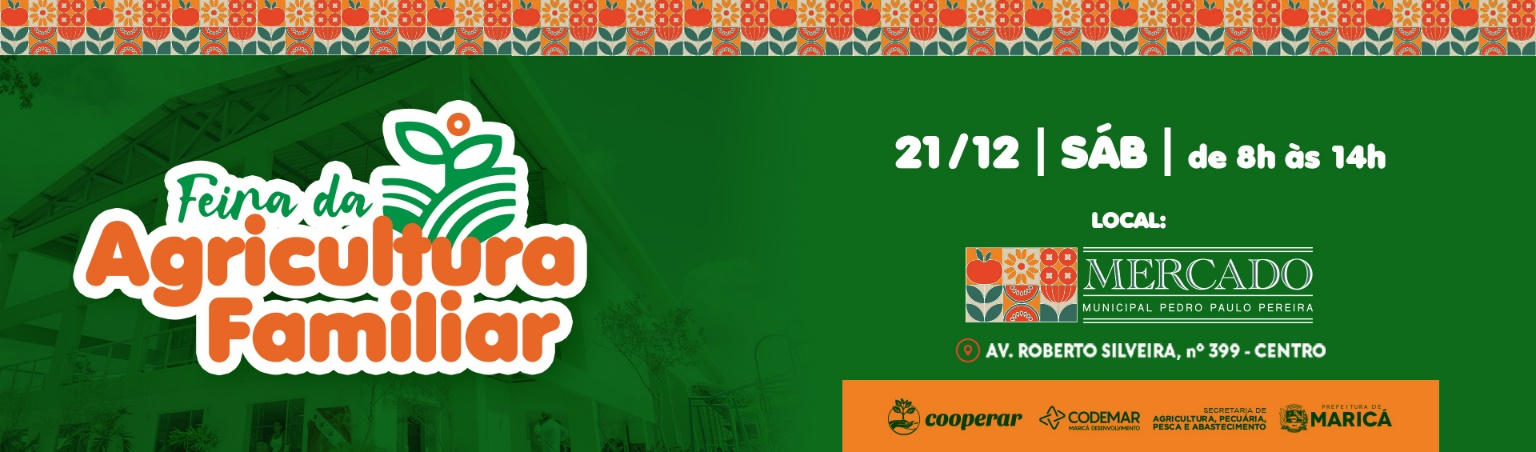 Feira da
Agricultura
Familiar
21/12 | SÁB | de 8h às 14h
LOCAL:
MERCADO
MUNICIPAL PEDRO PAULO PEREIRA
AV. ROBERTO SILVEIRA, nº 399 - CENTRO
cooperar
CODEMAR
MARICÁ DESENVOLVIMENTO
SECRETARIA DE
AGRICULTURA, PECUÁRIA,
PESCA E ABASTECIMENTO
PREFEITURA DE
MARICÁ